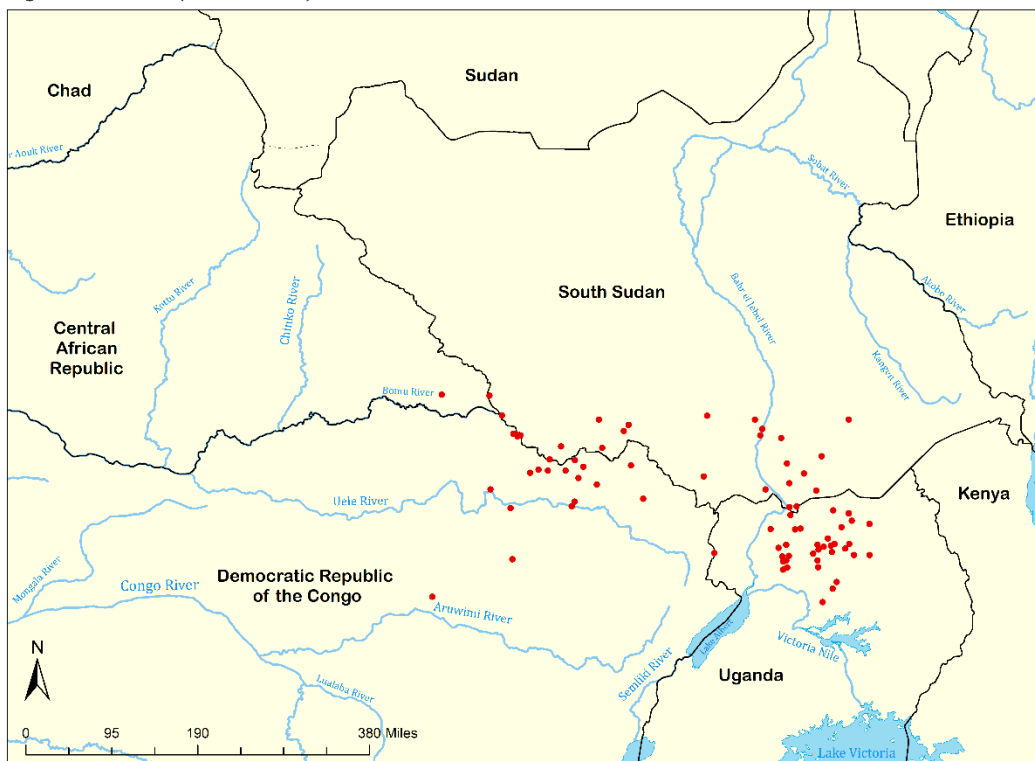 Sudan
Chad
r Aouk River
Sobat River
Ethiopia
Kottu River
Chinko River
South Sudan
Bahr el Jebel River
Akobo River
Central
African
Republic
Kangen River
Bomu River
Uele River
Kenya
Mongala River
Congo River
Democratic Republic
of the Congo
Aruwimi River
Lake Albert
Victoria Nile
N
Semliki River
Uganda
Lualaba River
0 95 190 380 Miles
Lake Victoria